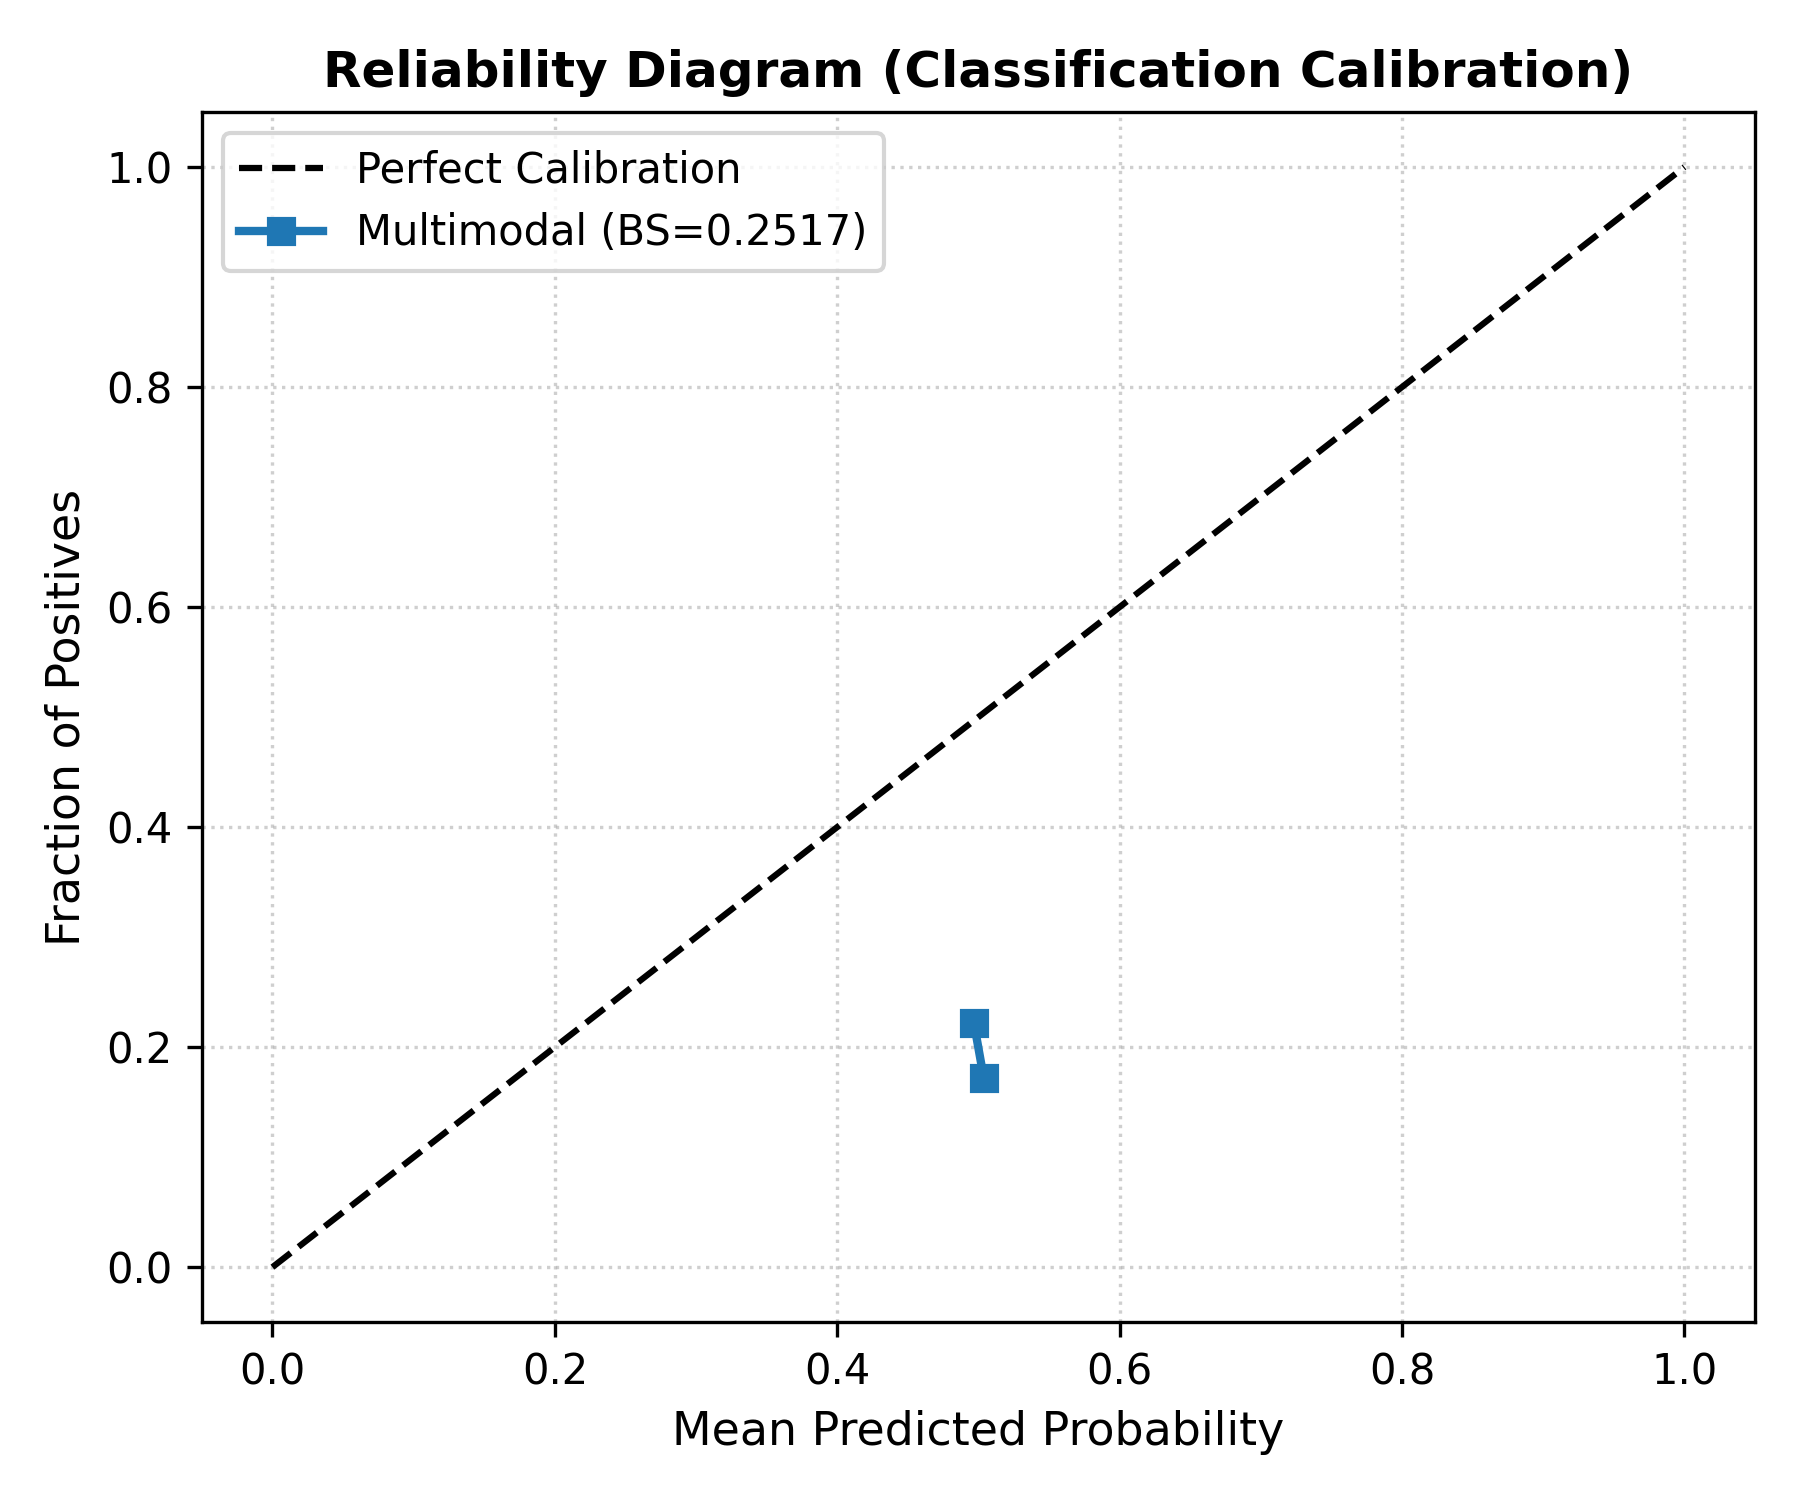 Reliability Diagram (Classification Calibration)
Perfect Calibration
Multimodal (BS=0.2517)
1.0
0.8
0.6
0.4
0.2
0.0
Fraction of Positives
0.0 0.2 0.4 0.6 0.8 1.0
Mean Predicted Probability